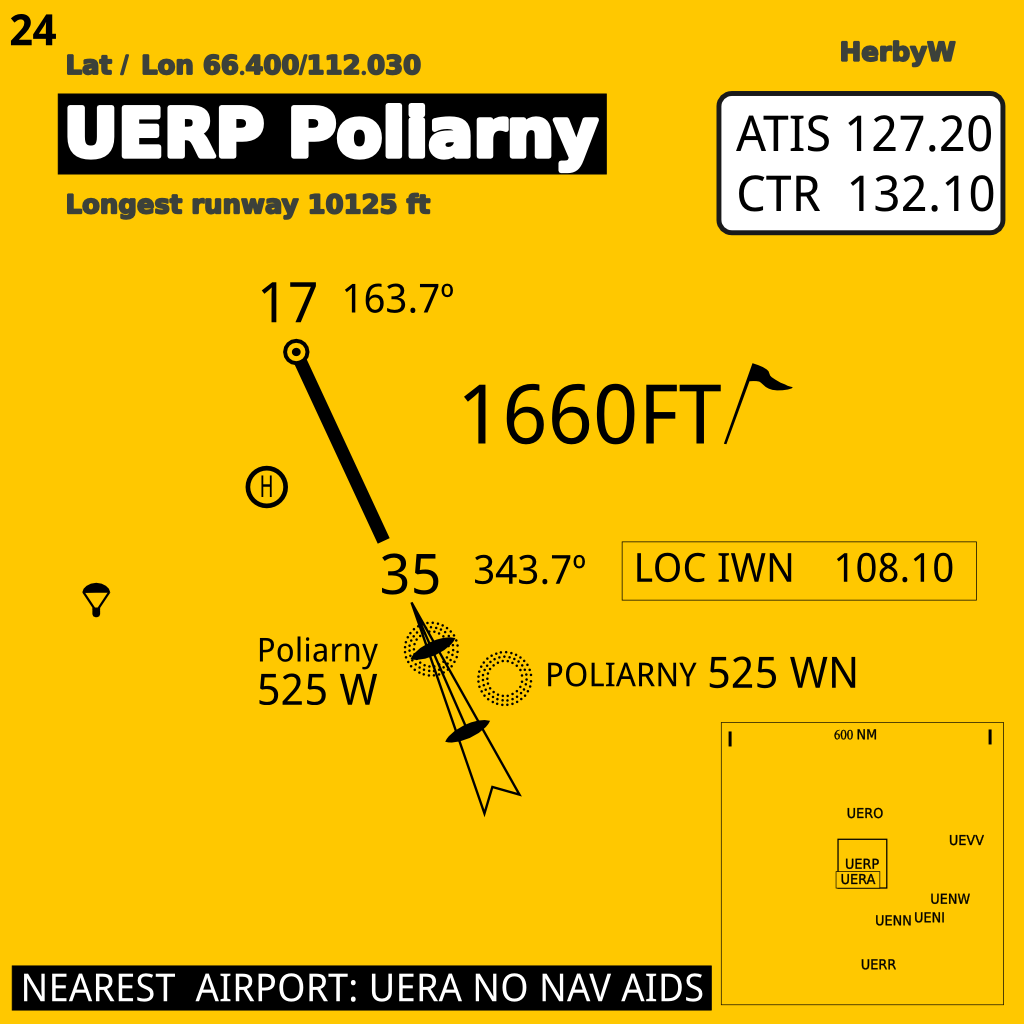 24
Lat / Lon 66.400/112.030
HerbyW
UERP Poliarny
ATIS 127.20
CTR 132.10
Longest runway 10125 ft
17 163.7º
1660FT
H
35 343.7º
LOC IWN 108.10
Poliarny
525 W
POLIARNY 525 WN
600 NM
UERO
UEVV
UERP
UERA
UENW
UENN UENI
UERR
NEAREST AIRPORT: UERA NO NAV AIDS